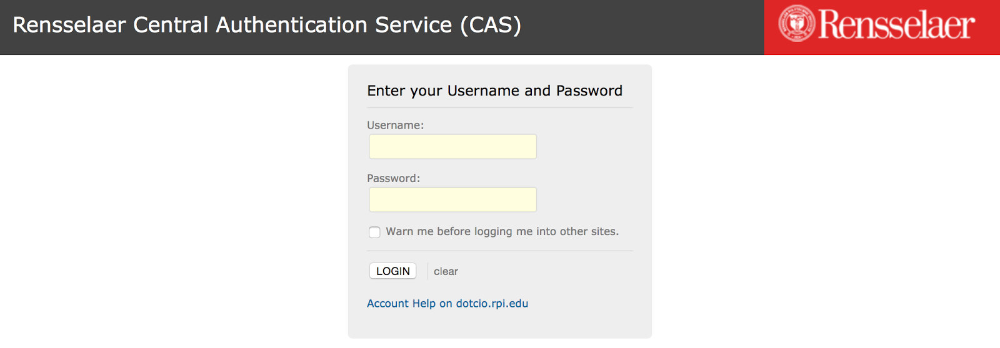 Rensselaer Central Authentication Service (CAS)
Rensselaer
Enter your Username and Password
Username:
Password:
Warn me before logging me into other sites.
LOGIN
clear
Account Help on dotcio.rpi.edu